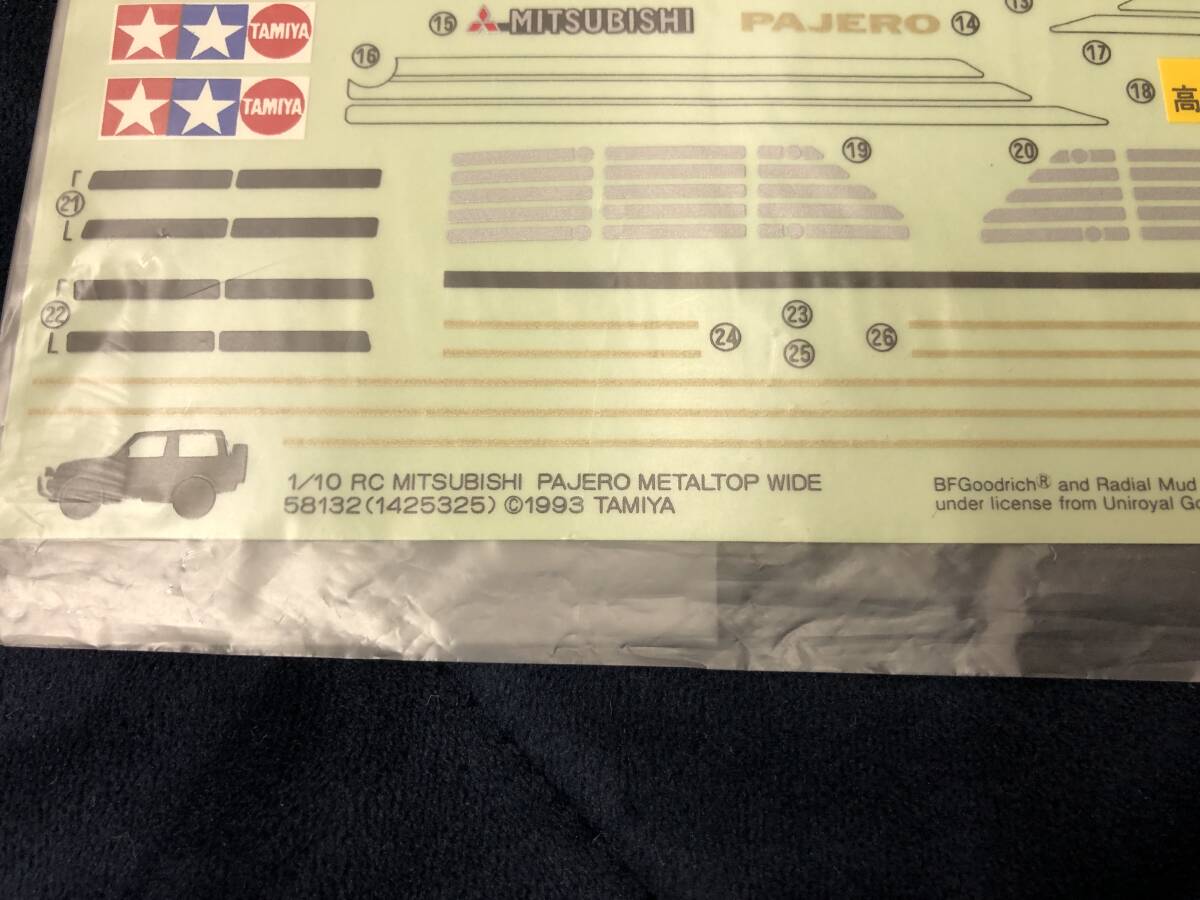 TAMIYA
⑮ MITSUBISHI PAJERO ⑭
⑬
⑯
⑰
TAMIYA
⑱ 高
⑲ ⑳
r
㉑
L
r
㉒
L
㉓
㉔ ㉖
㉕
1/10 RC MITSUBISHI PAJERO METALTOP WIDE
58132(1425325) ©1993 TAMIYA
BFGoodrich® and Radial Mud
under license from Uniroyal